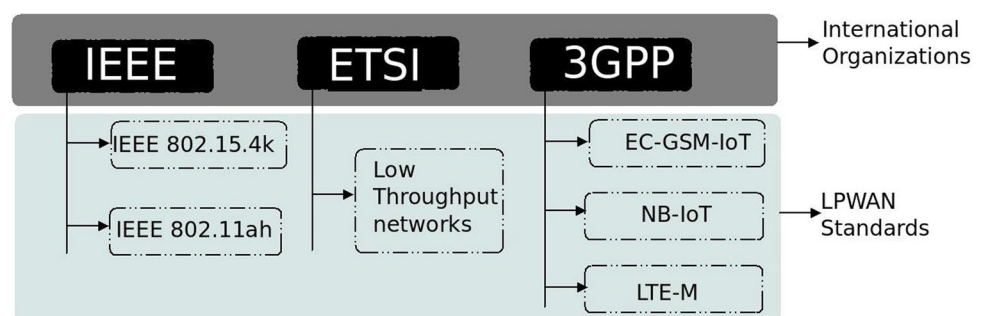 IEEE
ETSI
3GPP
International
Organizations
IEEE 802.15.4k
IEEE 802.11ah
Low
Throughput
networks
EC-GSM-IoT
NB-IoT
LTE-M
LPWAN
Standards